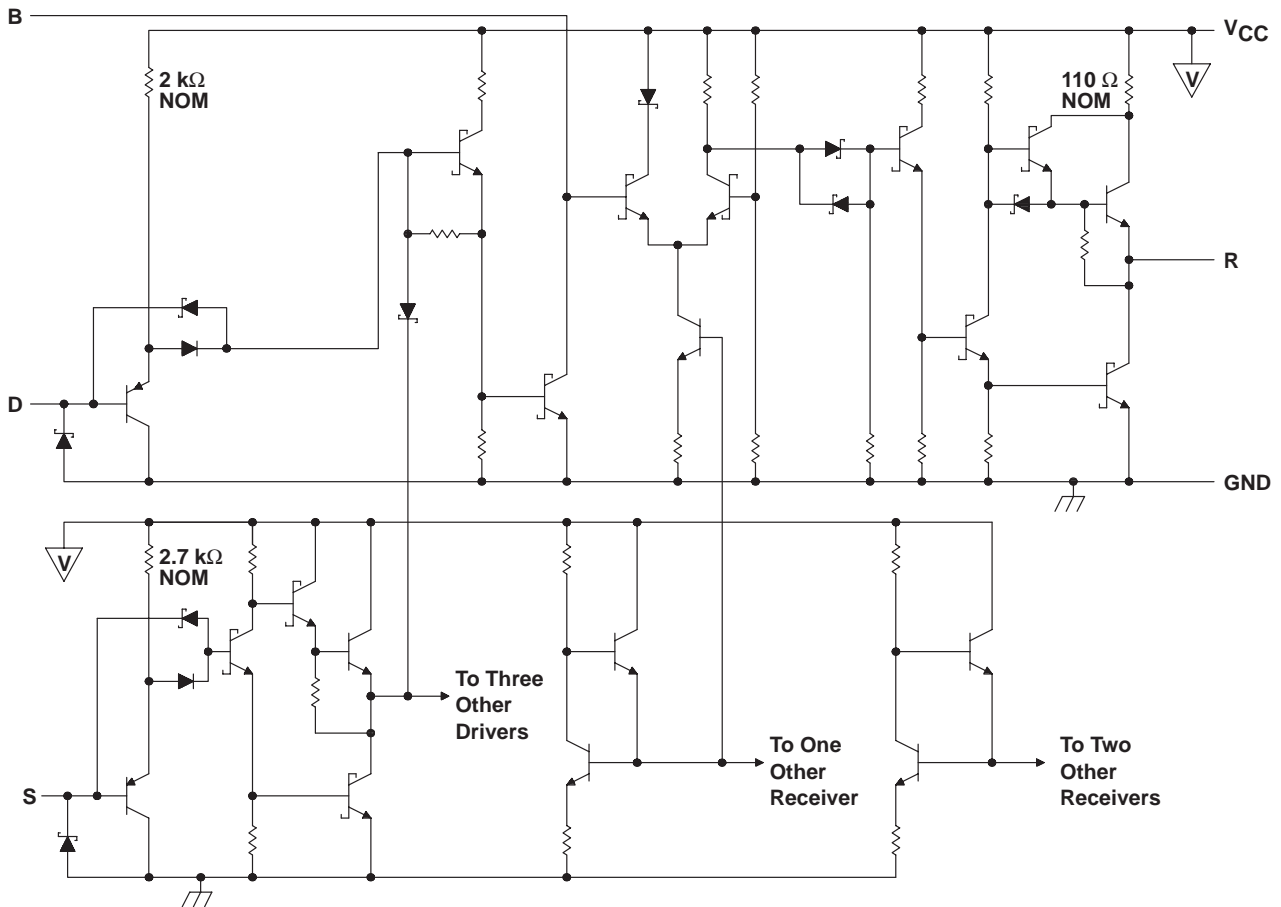 B
VCC
2 kΩ
NOM
110 Ω
NOM
V
R
D
GND
V
2.7 kΩ
NOM
To Three
Other
Drivers
To One
Other
Receiver
To Two
Other
Receivers
S